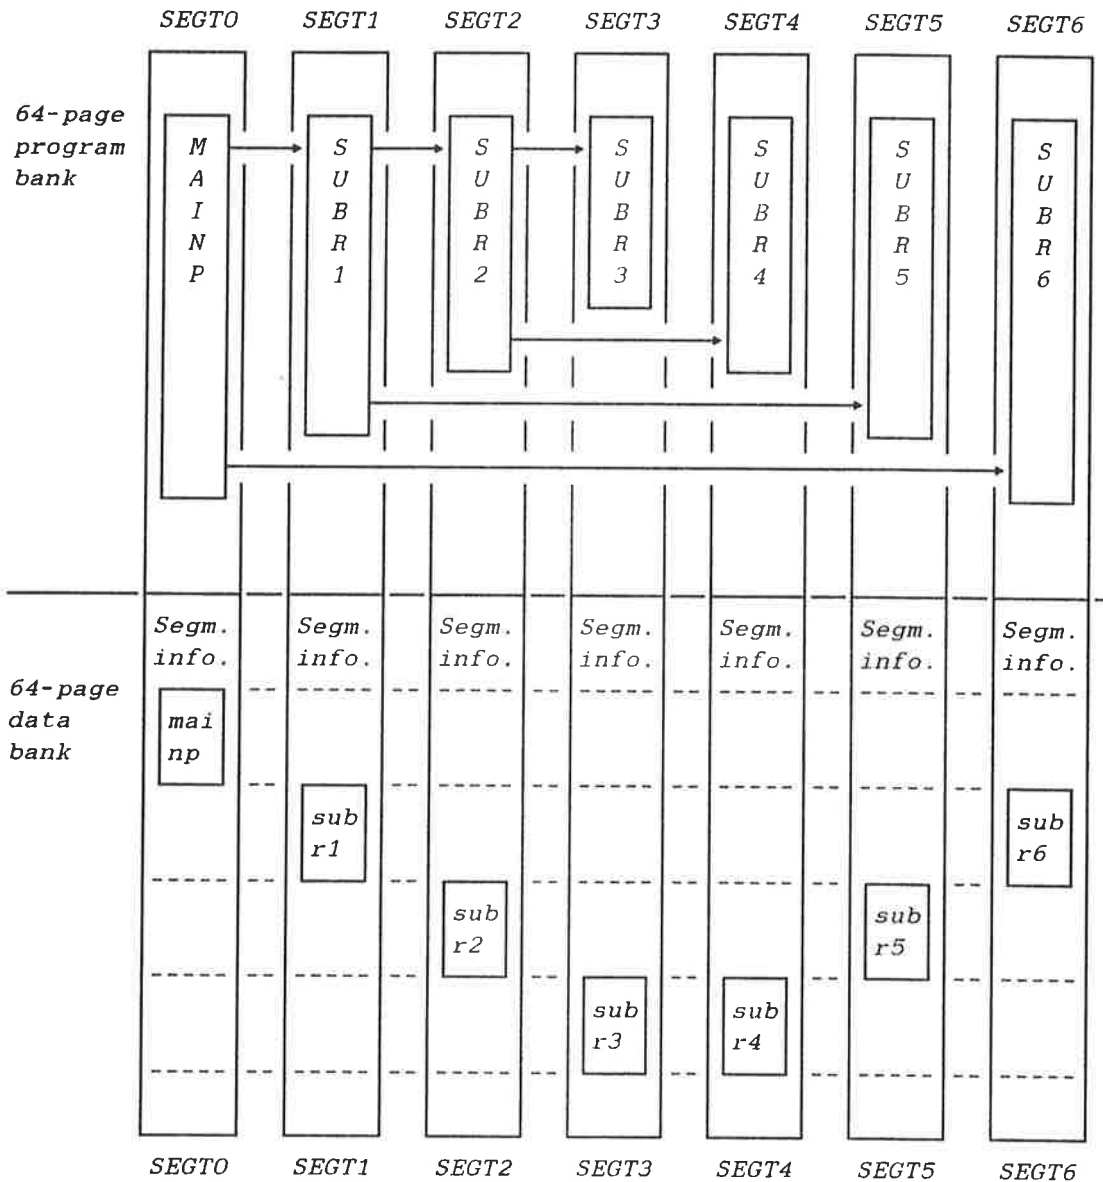 SEGT0 SEGT1 SEGT2 SEGT3 SEGT4 SEGT5 SEGT6
64-page
program
bank
M
A
I
N
P
S
U
B
R
1
S
U
B
R
2
S
U
B
R
3
S
U
B
R
4
S
U
B
R
5
S
U
B
R
6
Segm. Segm. Segm. Segm. Segm. Segm. Segm.
info. info. info. info. info. info. info.
64-page
data
bank
mai
np
sub
r1
sub
r2
sub
r3
sub
r4
sub
r5
sub
r6
SEGT0 SEGT1 SEGT2 SEGT3 SEGT4 SEGT5 SEGT6